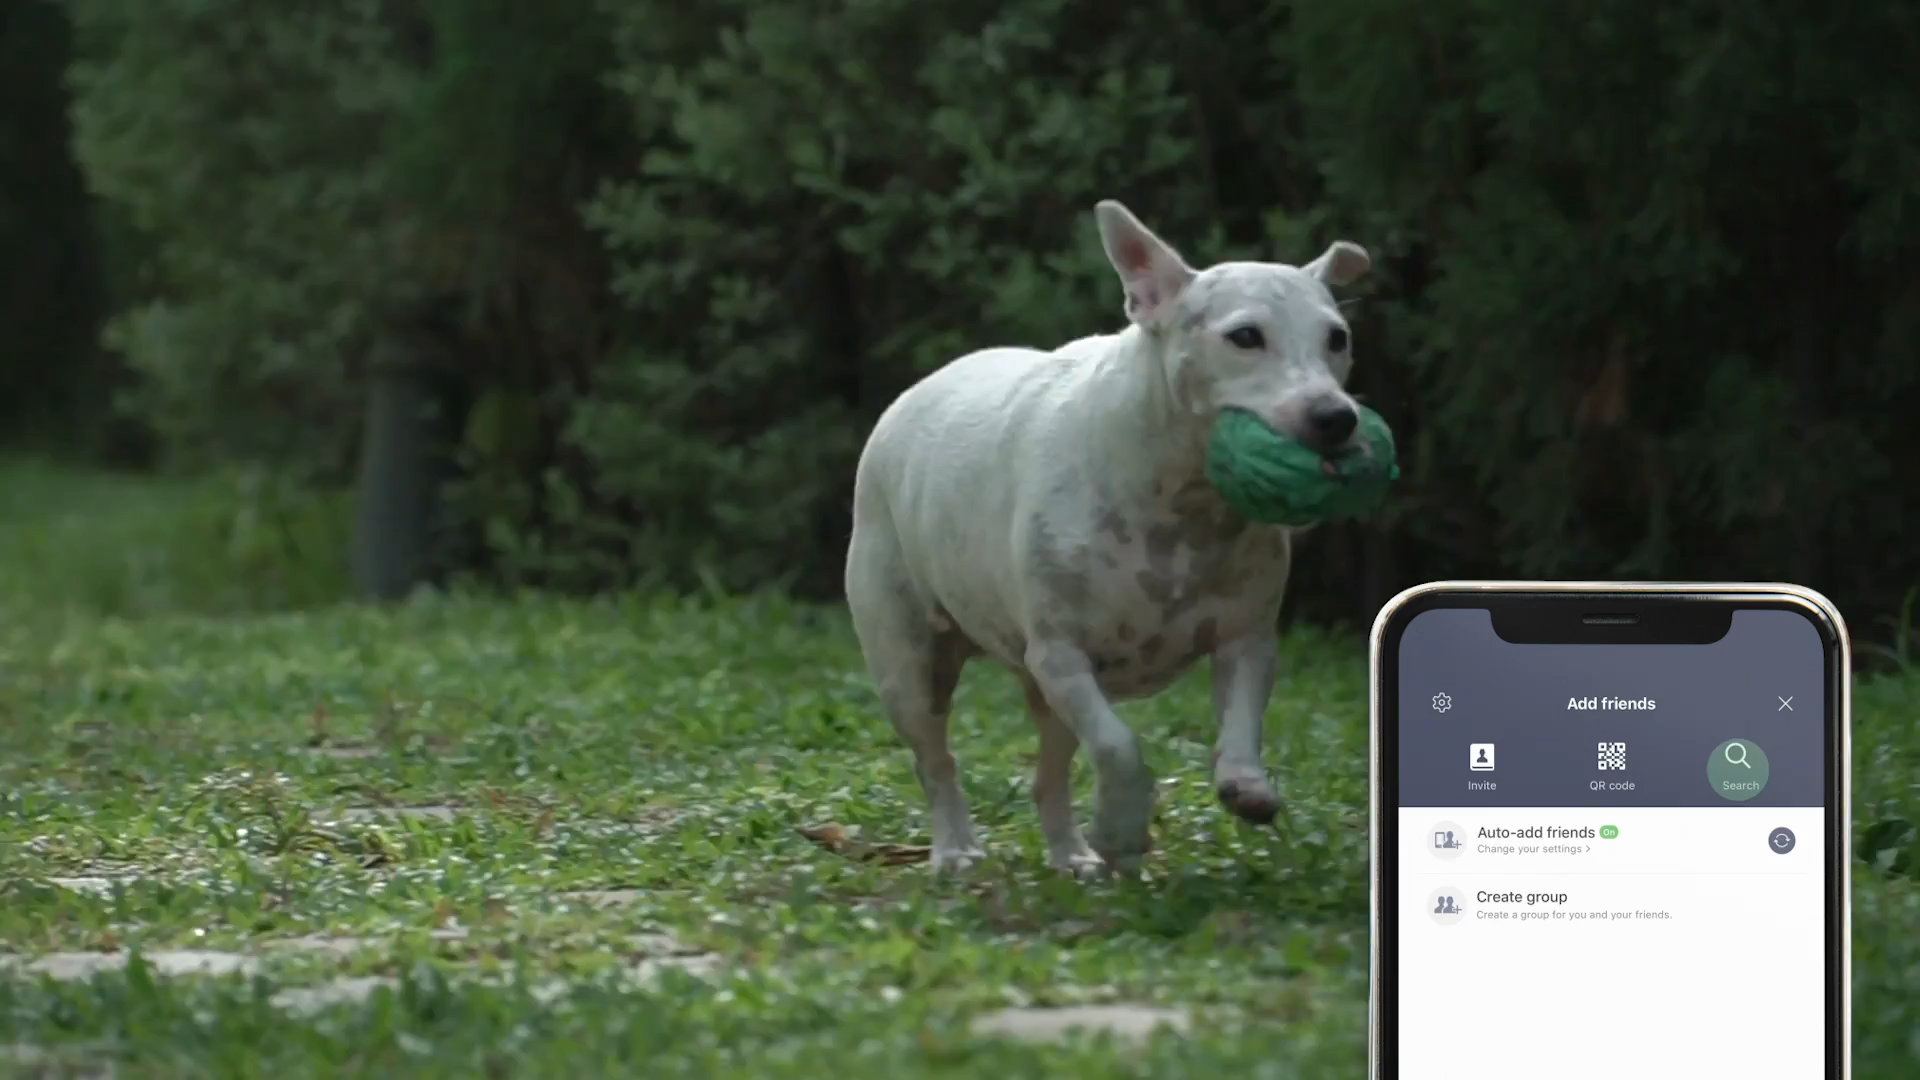 Add friends
Invite
QR code
Search
Auto-add friends On
Change your settings >
Create group
Create a group for you and your friends.